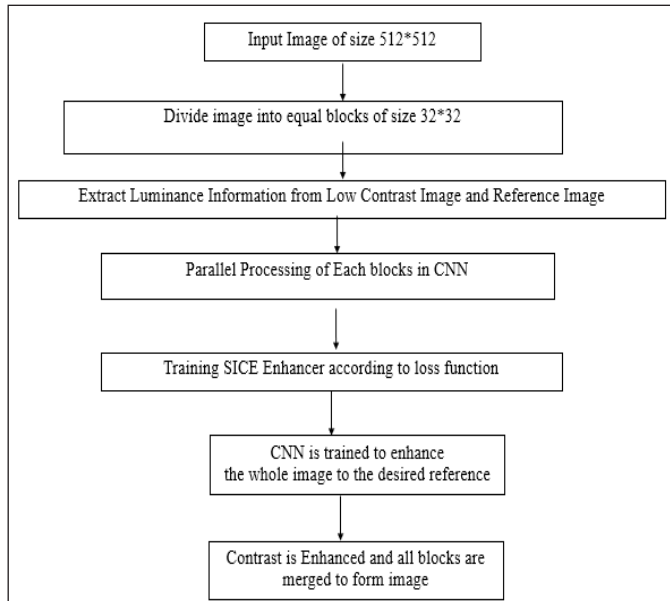 Input Image of size 512*512
Divide image into equal blocks of size 32*32
Extract Luminance Information from Low Contrast Image and Reference Image
Parallel Processing of Each blocks in CNN
Training SICE Enhancer according to loss function
CNN is trained to enhance
the whole image to the desired reference
Contrast is Enhanced and all blocks are
merged to form image